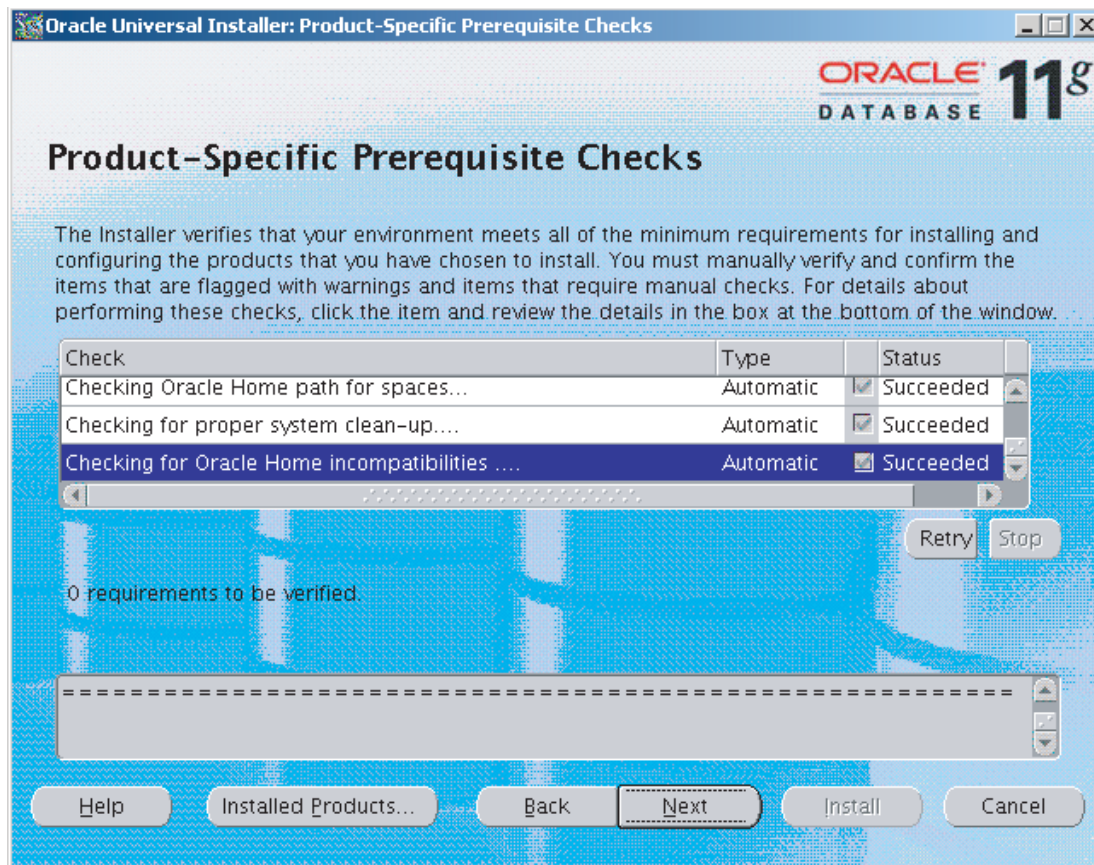 Oracle Universal Installer: Product-Specific Prerequisite Checks
ORACLE 11g
DATABASE
Product-Specific Prerequisite Checks
The Installer verifies that your environment meets all of the minimum requirements for installing and
configuring the products that you have chosen to install. You must manually verify and confirm the
items that are flagged with warnings and items that require manual checks. For details about
performing these checks, click the item and review the details in the box at the bottom of the window.
Check Type Status
Checking Oracle Home path for spaces... Automatic Succeeded
Checking for proper system clean-up.... Automatic Succeeded
Checking for Oracle Home incompatibilities .... Automatic Succeeded
Retry Stop
0 requirements to be verified.
========================================================
Help Installed Products... Back Next Install Cancel